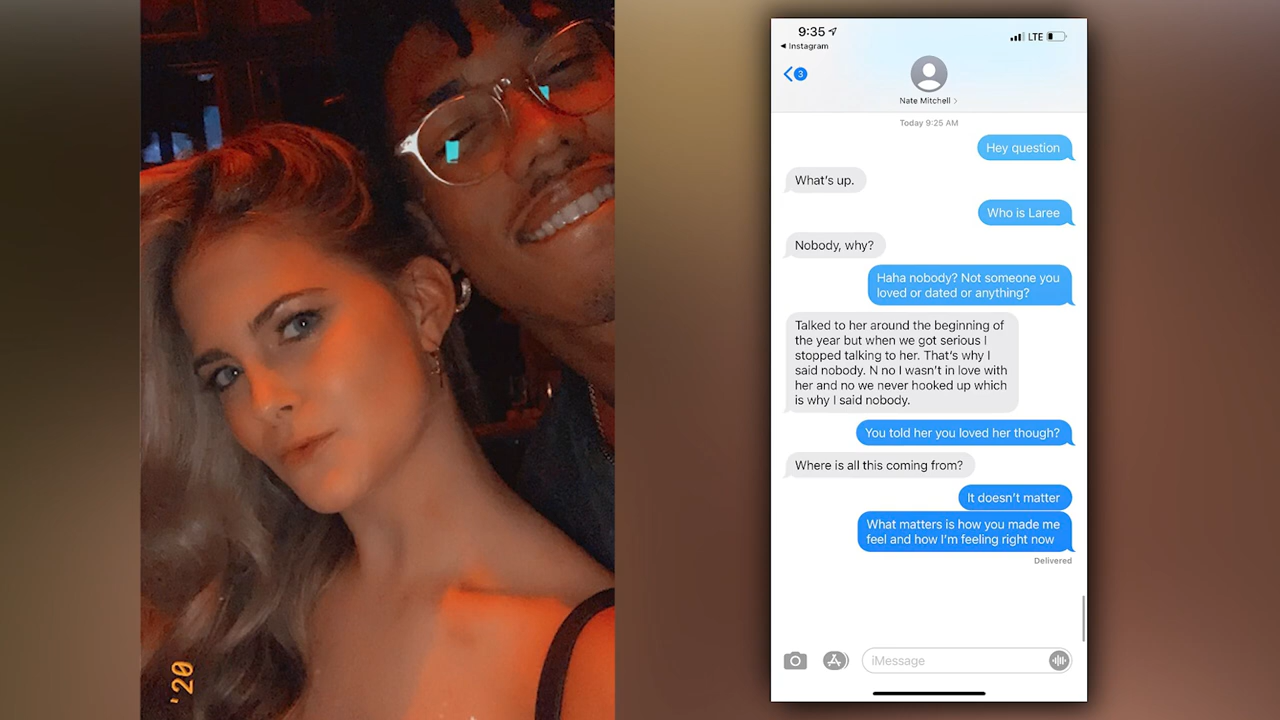 '20
9:35
LTE
Instagram
3
Nate Mitchell
Today 9:25 AM
Hey question
What's up.
Who is Laree
Nobody, why?
Haha nobody? Not someone you
loved or dated or anything?
Talked to her around the beginning of
the year but when we got serious I
stopped talking to her. That's why I
said nobody. N no I wasn't in love with
her and no we never hooked up which
is why I said nobody.
You told her you loved her though?
Where is all this coming from?
It doesn't matter
What matters is how you made me
feel and how I'm feeling right now
Delivered
iMessage